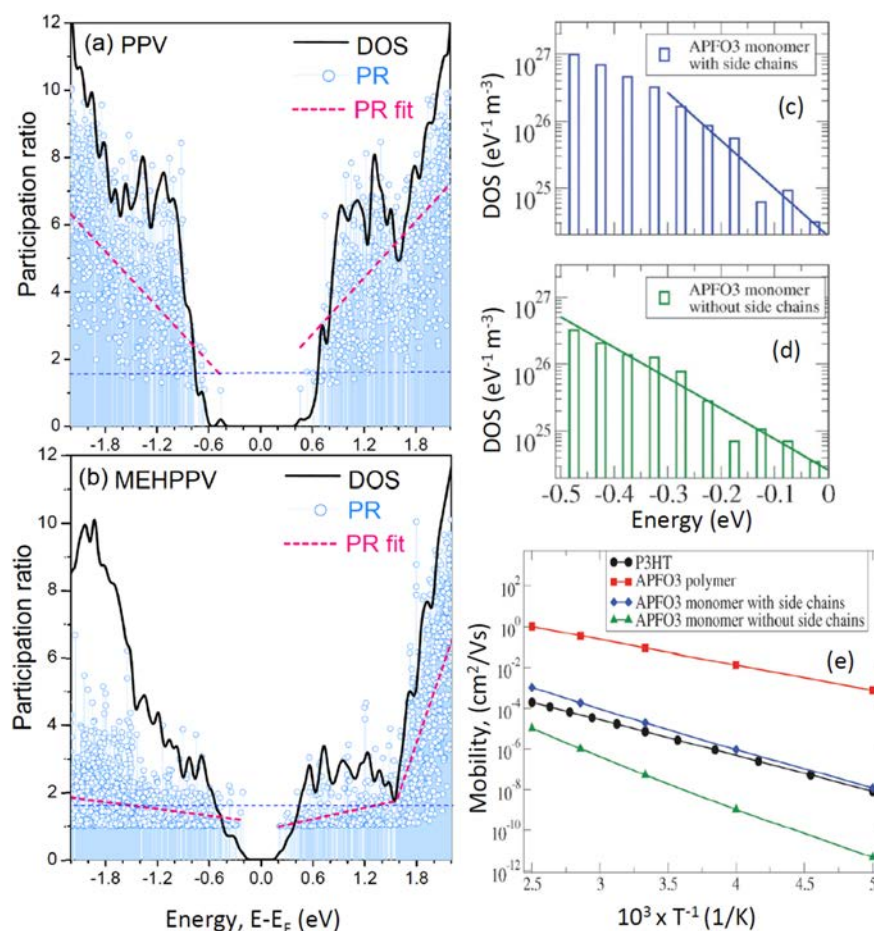 (a) PPV
DOS
PR
PR fit
Participation ratio
12
10
8
6
4
2
0
-1.2 -0.6 0.0 0.6 1.2 1.8
(b) MEHPPV
DOS
PR
PR fit
Participation ratio
12
10
8
6
4
2
0
-1.8 -1.2 -0.6 0.0 0.6 1.2 1.8
Energy, E-E_F (eV)
APFO3 monomer
with side chains
(c)
DOS (eV⁻¹ m⁻³)
10²⁷
10²⁶
10²⁵
APFO3 monomer
without side chains
(d)
DOS (eV⁻¹ m⁻³)
10²⁷
10²⁶
10²⁵
-0.5 -0.4 -0.3 -0.2 -0.1 0
Energy (eV)
P3HT
APFO3 polymer
APFO3 monomer with side chains
APFO3 monomer without side chains
(e)
Mobility, (cm²/Vs)
10²
10⁰
10⁻²
10⁻⁴
10⁻⁶
10⁻⁸
10⁻¹⁰
10⁻¹²
2.5 3 3.5 4 4.5 5
10³ x T⁻¹ (1/K)